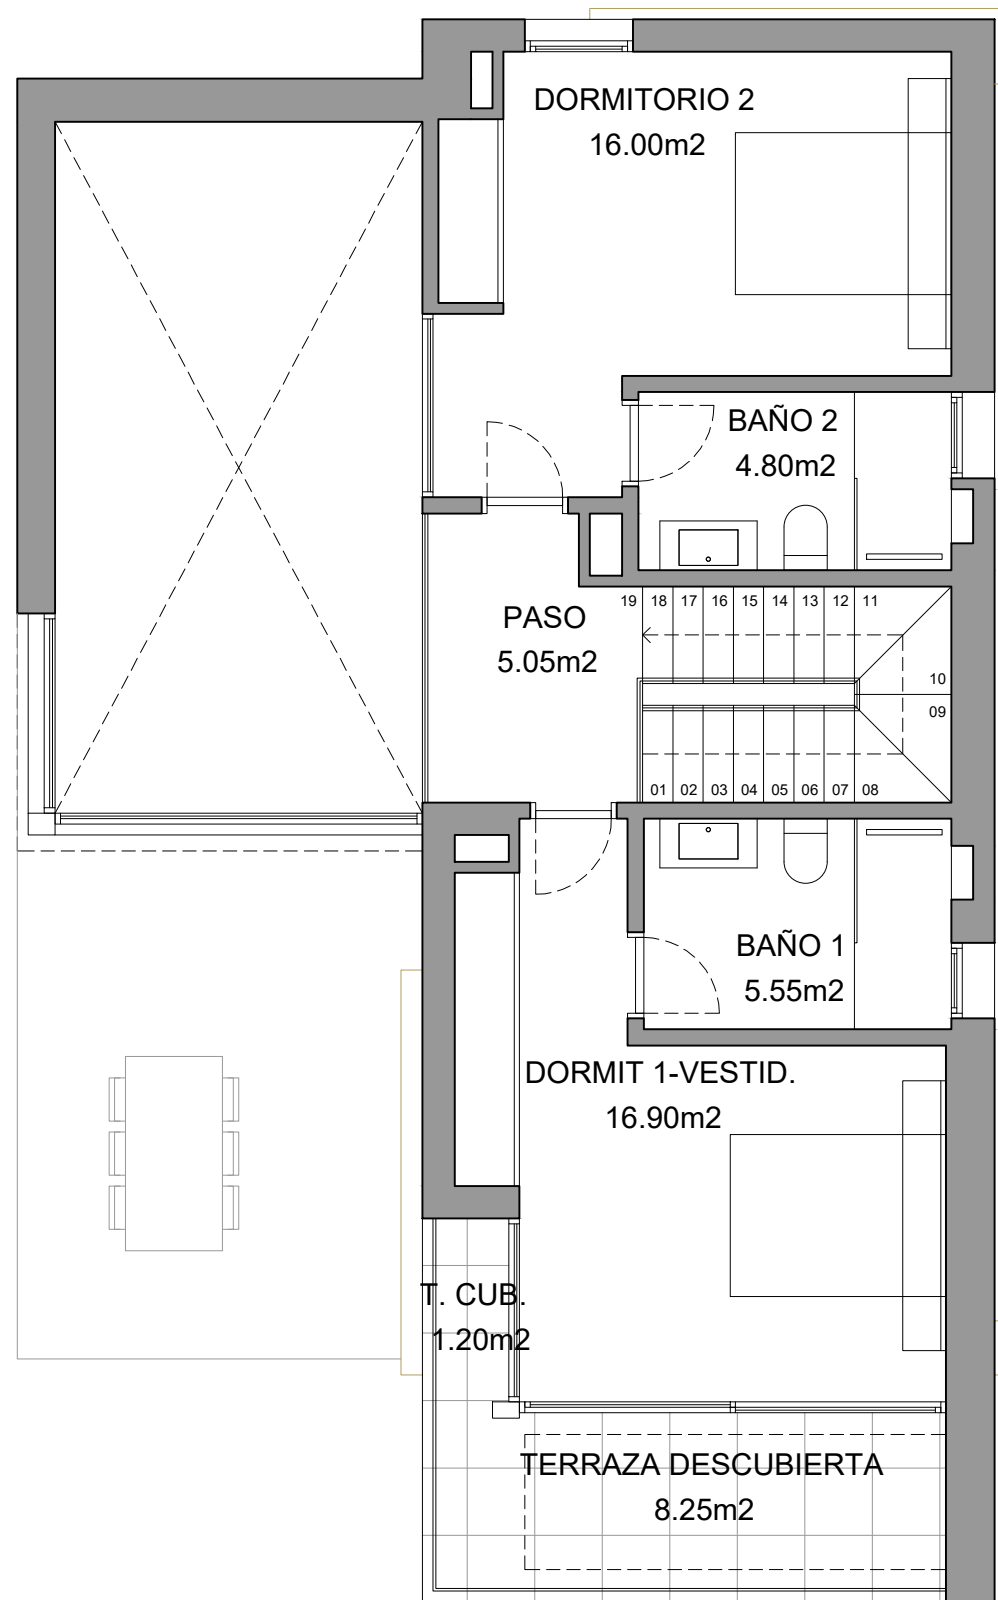 DORMITORIO 2
16.00m2
BAÑO 2
4.80m2
PASO
5.05m2
19 18 17 16 15 14 13 12 11
10
09
01 02 03 04 05 06 07 08
BAÑO 1
5.55m2
DORMIT 1-VESTID.
16.90m2
T. CUB.
1.20m2
TERRAZA DESCUBIERTA
8.25m2